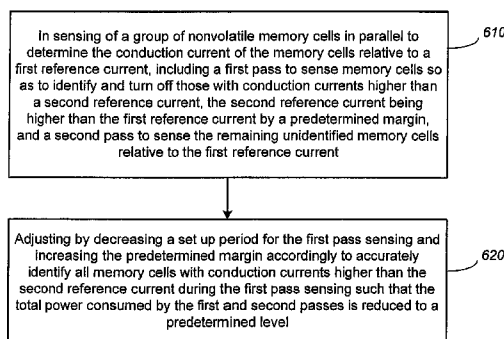 In sensing of a group of nonvolatile memory cells in parallel to
determine the conduction current of the memory cells relative to a
first reference current, including a first pass to sense memory cells so
as to identify and turn off those with conduction currents higher than
a second reference current, the second reference current being
higher than the first reference current by a predetermined margin,
and a second pass to sense the remaining unidentified memory cells
relative to the first reference current
610
Adjusting by decreasing a set up period for the first pass sensing and
increasing the predetermined margin accordingly to accurately
identify all memory cells with conduction currents higher than the
second reference current during the first pass sensing such that the
total power consumed by the first and second passes is reduced to a
predetermined level
620